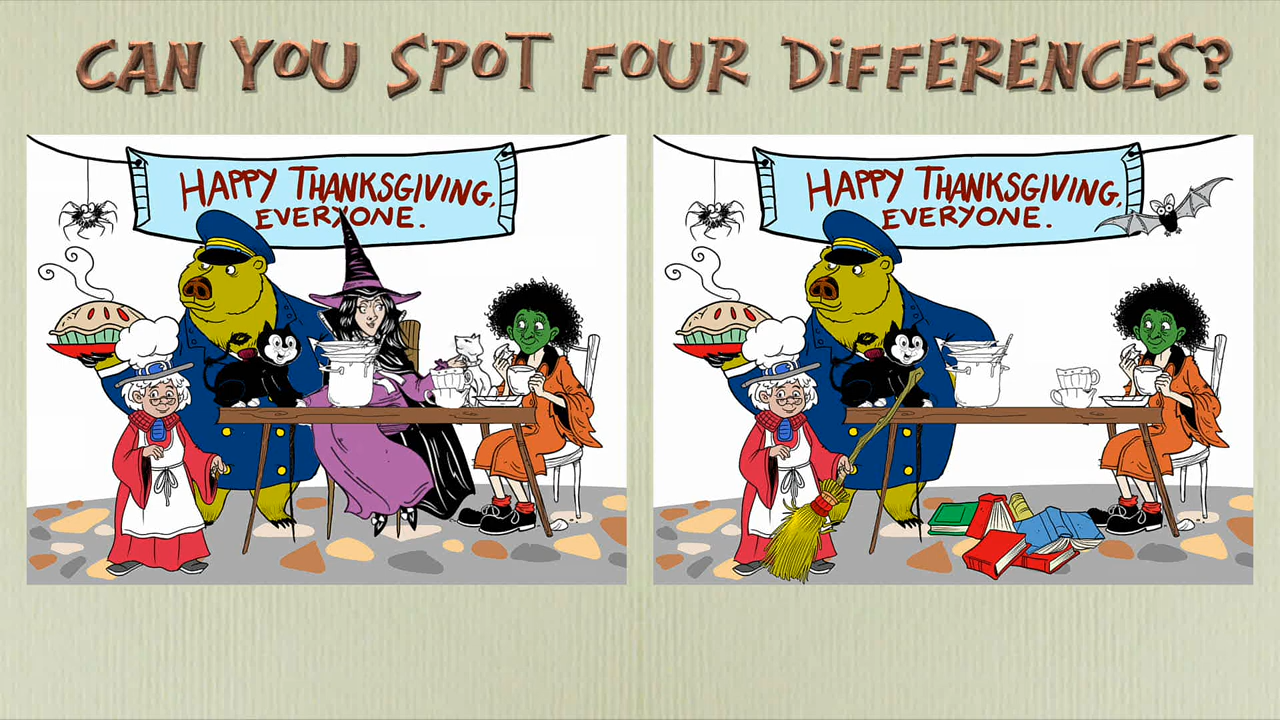 CAN YOU SPOT FOUR DiFFERENCES?
HAPPY THANKSGIVING,
EVERYONE.
HAPPY THANKSGIVING,
EVERYONE.